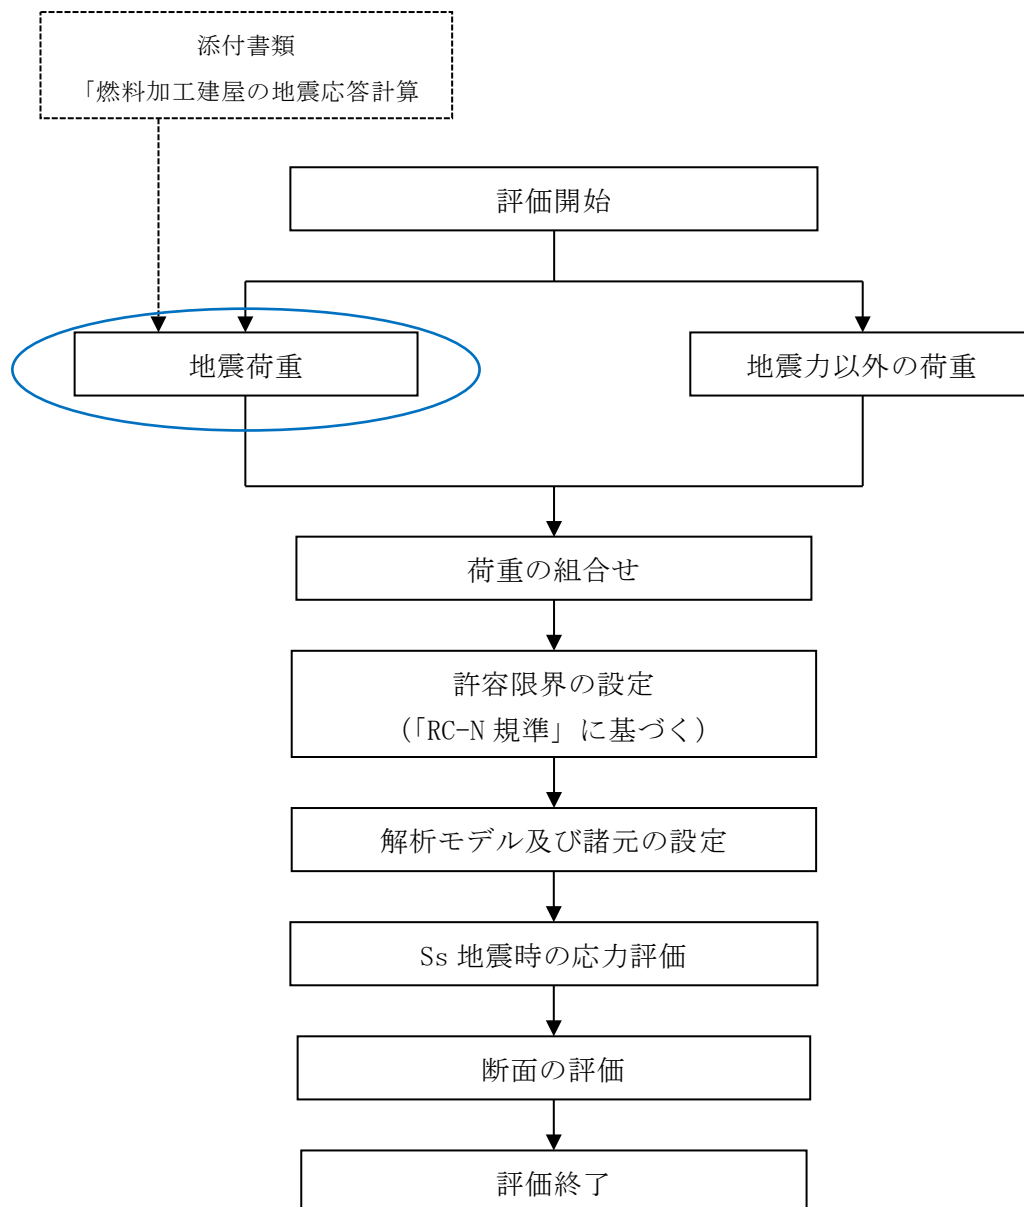 添付書類
「燃料加工建屋の地震応答計算
評価開始
地震荷重
地震力以外の荷重
荷重の組合せ
許容限界の設定
（「RC-N 規準」に基づく）
解析モデル及び諸元の設定
Ss 地震時の応力評価
断面の評価
評価終了